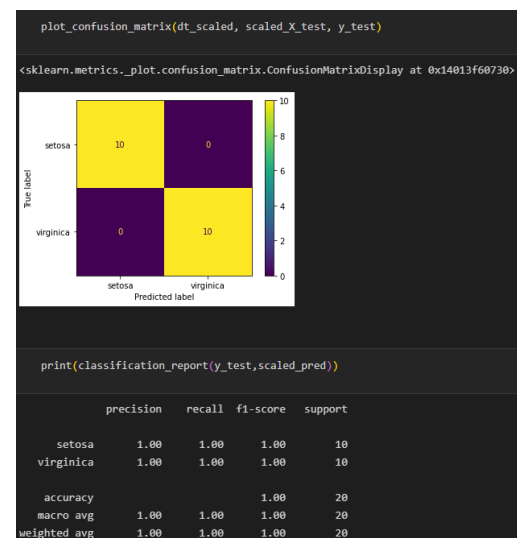 plot_confusion_matrix(dt_scaled, scaled_X_test, y_test)
<sklearn.metrics._plot.confusion_matrix.ConfusionMatrixDisplay at 0x14013f60730>
10
8
6
4
2
0
setosa 10 0
True label
virginica 0 10
setosa virginica
Predicted label
print(classification_report(y_test,scaled_pred))
precision recall f1-score support
setosa 1.00 1.00 1.00 10
virginica 1.00 1.00 1.00 10
accuracy 1.00 20
macro avg 1.00 1.00 1.00 20
weighted avg 1.00 1.00 1.00 20